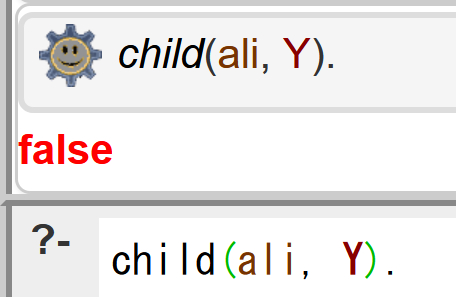 child(ali, Y).
false
?- child(ali, Y).